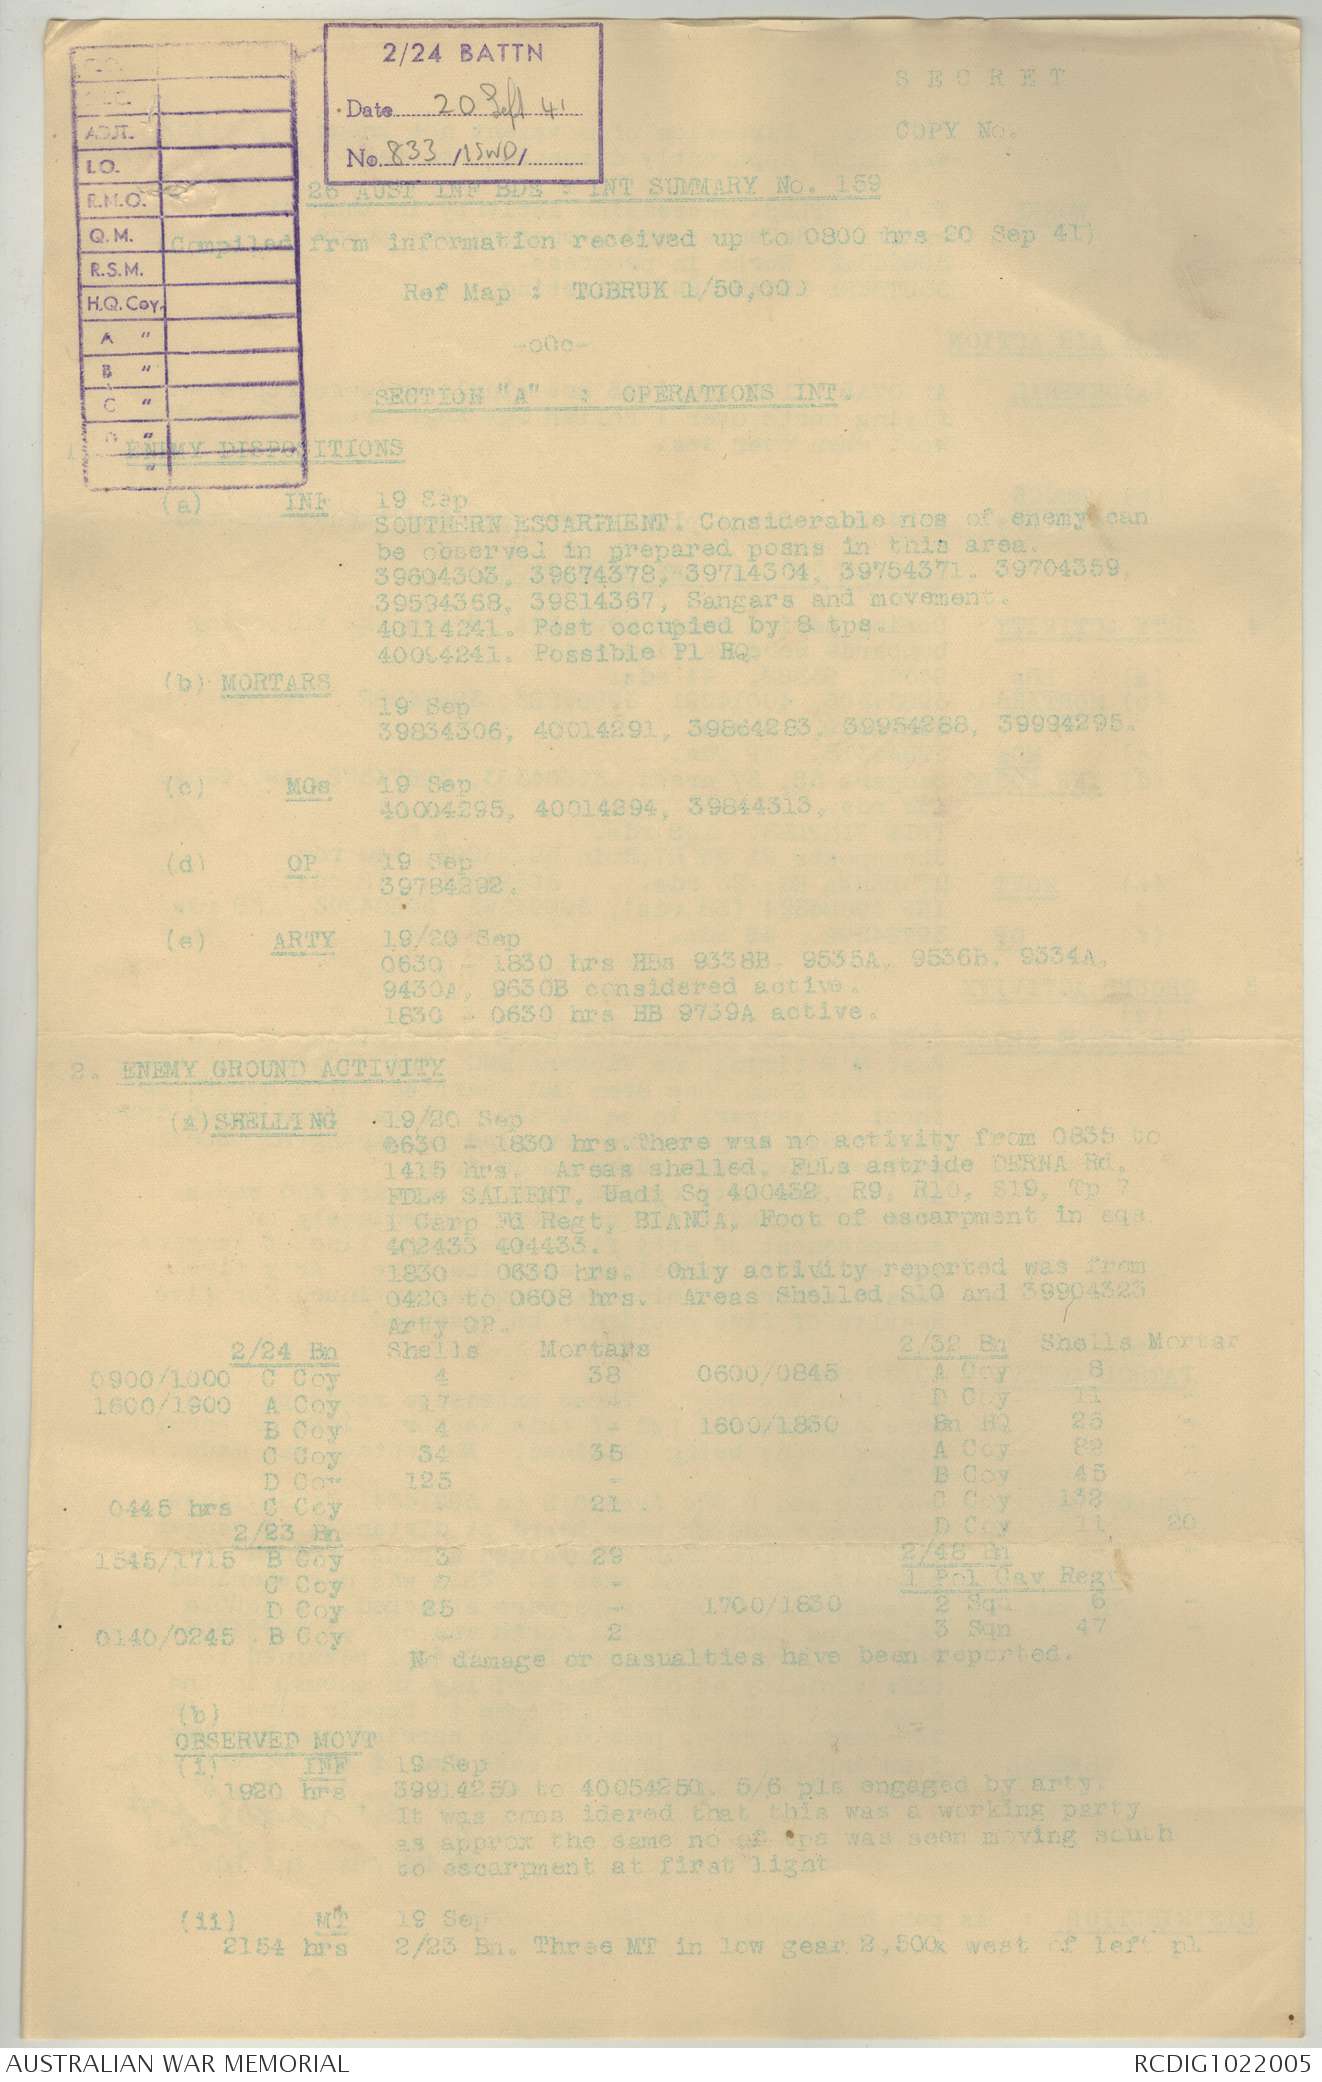 2/24 BATTN
Date 20 Sept 41
No. 833 /ISWD/
C.O.
ADJT.
I.O.
R.M.O.
Q.M.
R.S.M.
H.Q. Coy.
A "
B "
C "
D "
"
S E C R E T
COPY No.
26 AUST INF BDE : INT SUMMARY No. 159
Compiled from information received up to 0800 hrs 20 Sep 41)
Ref Map : TOBRUK 1/50,000
-oOo-
SECTION "A" : OPERATIONS INT.
1. ENEMY DISPOSITIONS
(a) INF 19 Sep
SOUTHERN ESCARPMENT. Considerable nos of enemy can
be observed in prepared posns in this area.
39604303, 39674378, 39714304, 39754371. 39704359,
39594368, 39814367, Sangars and movement.
40114241. Post occupied by 8 tps.
40094241. Possible Pl HQ.
(b) MORTARS
19 Sep
39834306, 40014291, 39864283, 39954288, 39994295.
(c) MGs 19 Sep
40004295, 40014294, 39844313,
(d) OP 19 Sep
39784292.
(e) ARTY 19/20 Sep
0630 - 1830 hrs HBs 9338B. 9535A, 9536B. 9334A,
9430A, 9630B considered active.
1830 - 0630 hrs HB 9739A active.
2. ENEMY GROUND ACTIVITY
(a) SHELLING 19/20 Sep
0630 - 1830 hrs. There was no activity from 0835 to
1415 hrs. Areas shelled. FDLs astride DERNA Rd.
FDLs SALIENT. Wadi Sq 400432, R9, R10, S19, Tp 7
1 Carp Fd Regt, BIANCA, Foot of escarpment in sqs
402433 404433.
1830 - 0630 hrs. Only activity reported was from
0420 to 0608 hrs. Areas Shelled S10 and 39904323
Arty OP.
2/24 Bn Shells Mortars 2/32 Bn Shells Mortar
0900/1000 C Coy 4 38 0600/0845 A Coy 8 -
1600/1900 A Coy 17 - D Coy 11 -
B Coy 4 - 1600/1830 Bn HQ 25 -
C Coy 34 35 A Coy 82 -
D Coy 125 - B Coy 45 -
0445 hrs C Coy 21 C Coy 132 -
2/23 Bn D Coy 11 20
1545/1715 B Coy 3 29 2/48 Bn - -
C Coy 7 - 1 Pol Cav Regt
D Coy 25 - 1700/1830 2 Sqn 6 -
0140/0245 B Coy - 2 3 Sqn 47 -
No damage or casualties have been reported.
(b)
OBSERVED MOVT
(i) INF 19 Sep
1920 hrs 39914250 to 40054250. 5/6 pls engaged by arty.
It was cons idered that this was a working party
as approx the same no of tps was seen moving south
to escarpment at first light
(ii) MT 19 Sep
2154 hrs 2/23 Bn. Three MT in low gear 2,500x west of left pl
AUSTRALIAN WAR MEMORIAL RCDIG1022005